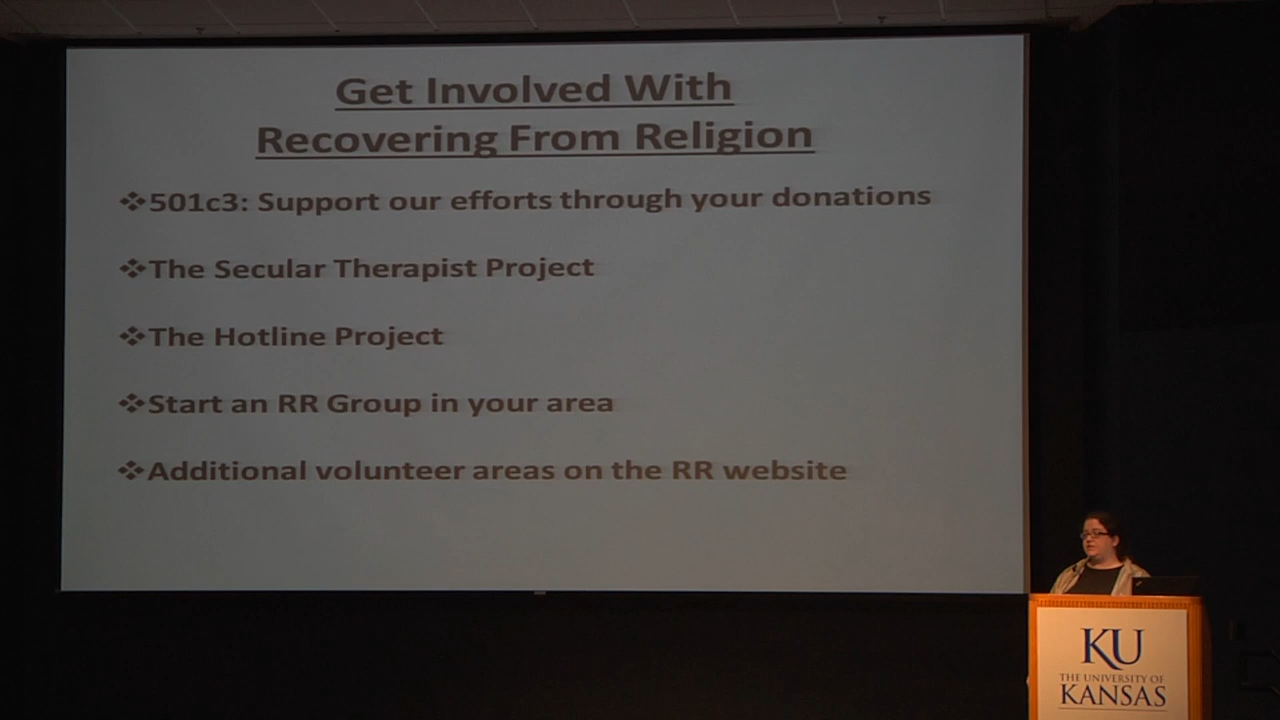 Get Involved With
Recovering From Religion
❖501c3: Support our efforts through your donations
❖The Secular Therapist Project
❖The Hotline Project
❖Start an RR Group in your area
❖Additional volunteer areas on the RR website
KU
THE UNIVERSITY OF
KANSAS